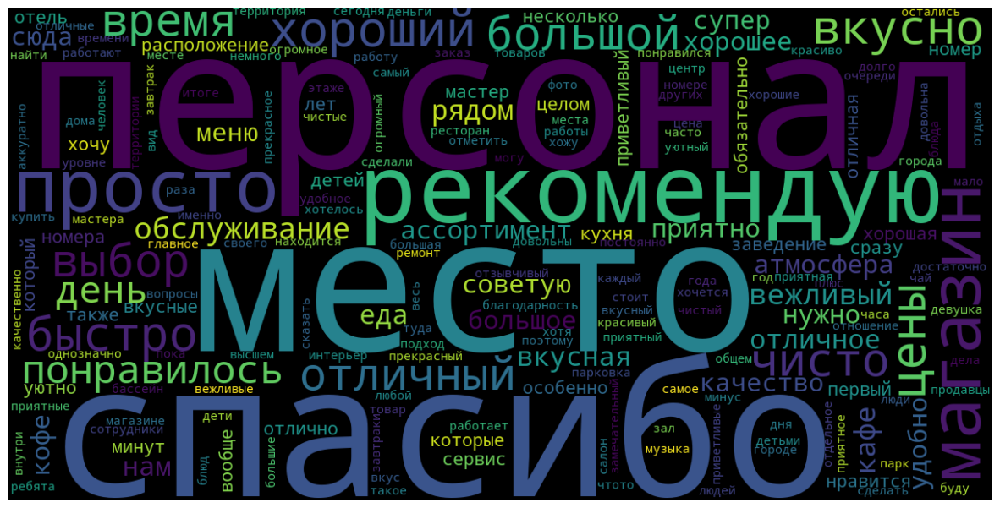 персонал
место
спасибо
рекомендую
просто
магазин
хороший
большой
вкусно
время
отель
отличные
территория
сегодня
деньги
несколько
супер
остались
сюда
времени
расположение
хорошее
номер
найти
работают
месте
немного
огромное
работу
самый
заказ
товаров
понравился
красиво
центр
долго
очереди
завтрак
итоге
этаже
лет
чистые
мастер
фото
рядом
целом
места
номере
других
хорошие
аккуратно
человек
дома
вид
меню
прекрасное
огромный
ресторан
отметить
работы
хожу
приветливый
цена
часто
уютный
обязательно
отличная
довольна
блюда
отдыха
хочу
уровне
территории
сделали
могу
города
детей
удобное
хотелось
раза
именно
купить
мастера
мало
обслуживание
ассортимент
кухня
приятно
хорошая
номера
главное
своего
находится
большая
довольны
постоянно
заведение
сразу
который
выбор
ремонт
атмосфера
достаточно
отзывчивый
каждый
года
год
приятная
плюс
чай
день
советую
хочется
вежливый
качественно
вопросы
также
вкусные
сказать
весь
благодарность
стоит
вкусный
чистый
нужно
часа
девушка
еда
большое
красивый
отношение
быстро
туда
хотя
поэтому
приятный
отличное
цены
однозначно
пока
высшем
интерьер
подход
прекрасный
вкусная
парковка
общем
чисто
дела
понравилось
отличный
особенно
качество
уютно
бассейн
вежливые
любой
товар
самое
минус
первый
люди
продавцы
приятные
магазине
сотрудники
дети
отлично
работает
замечательный
зал
дня
удобно
внутри
кофе
минут
вообще
большие
завтраки
которые
салон
музыка
приветливые
детьми
городе
отдельное
приятное
кафе
парк
нам
блюд
вкус
сервис
нравится
ребята
такое
чтото
людей
сделать
буду